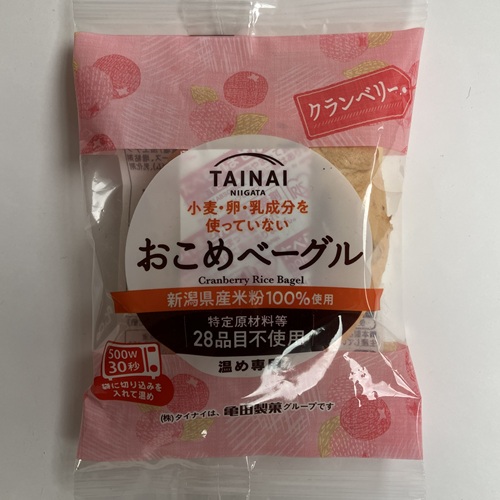 クランベリー
TAINAI
NIIGATA
小麦・卵・乳成分を
使っていない
おこめベーグル
Cranberry Rice Bagel
新潟県産米粉100%使用
特定原材料等
28品目不使用
温め専用
500W
30秒
袋に切り込みを
入れて温め
(株)タイナイは、亀田製菓グループです